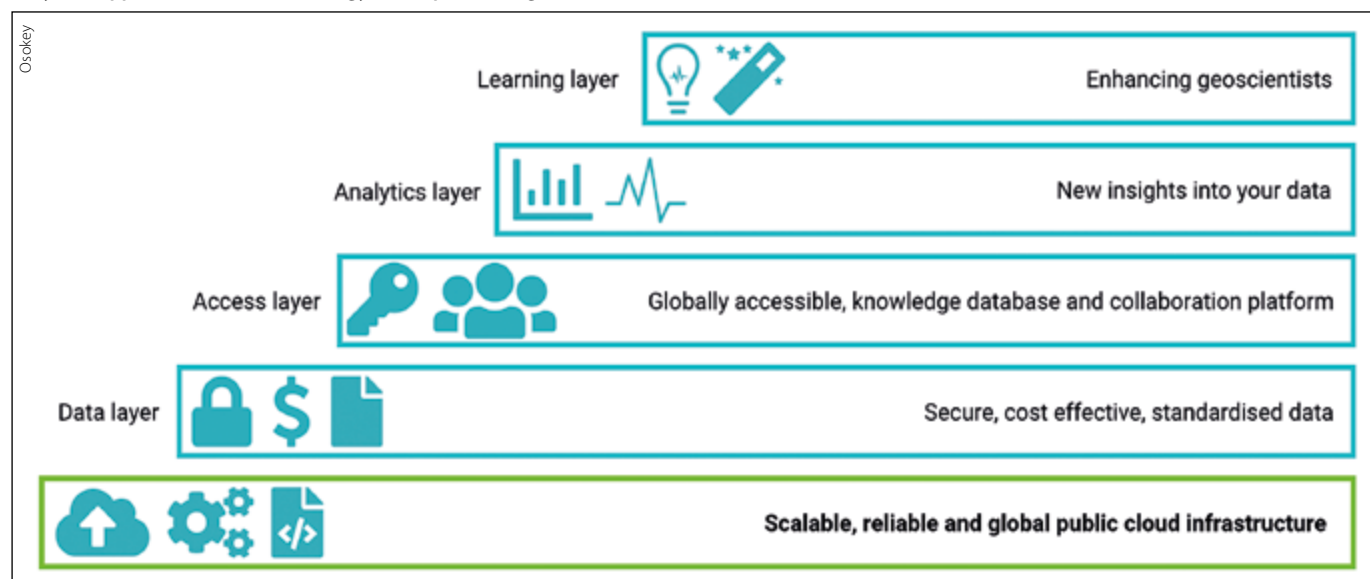 Osokey
Learning layer
Enhancing geoscientists
Analytics layer
New insights into your data
Access layer
Globally accessible, knowledge database and collaboration platform
Data layer
$
Secure, cost effective, standardised data
</>
Scalable, reliable and global public cloud infrastructure